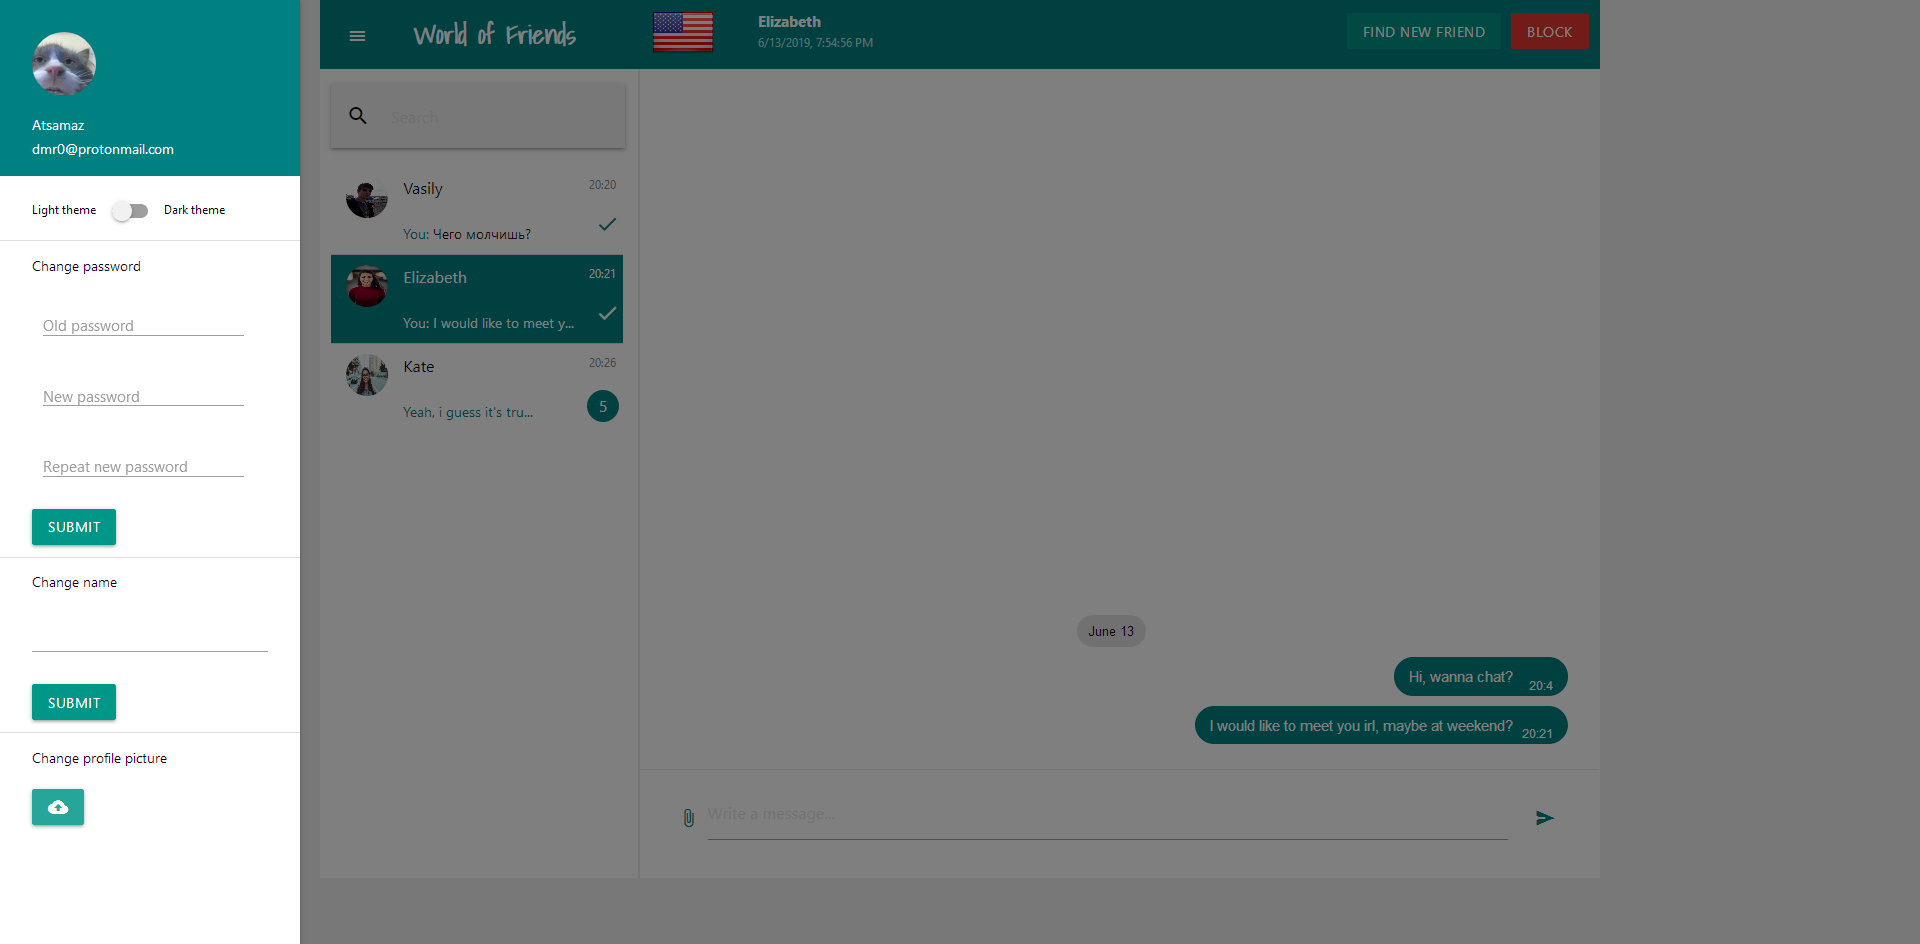 Atsamaz
dmr0@protonmail.com
Light theme Dark theme
Change password
Old password
New password
Repeat new password
SUBMIT
Change name
SUBMIT
Change profile picture
World of Friends
Elizabeth
6/13/2019, 7:54:56 PM
FIND NEW FRIEND
BLOCK
Search
Vasily 20:20
You: Чего молчишь?
Elizabeth 20:21
You: I would like to meet y...
Kate 20:26
Yeah, i guess it's tru... 5
June 13
Hi, wanna chat? 20:4
I would like to meet you irl, maybe at weekend? 20:21
Write a message...